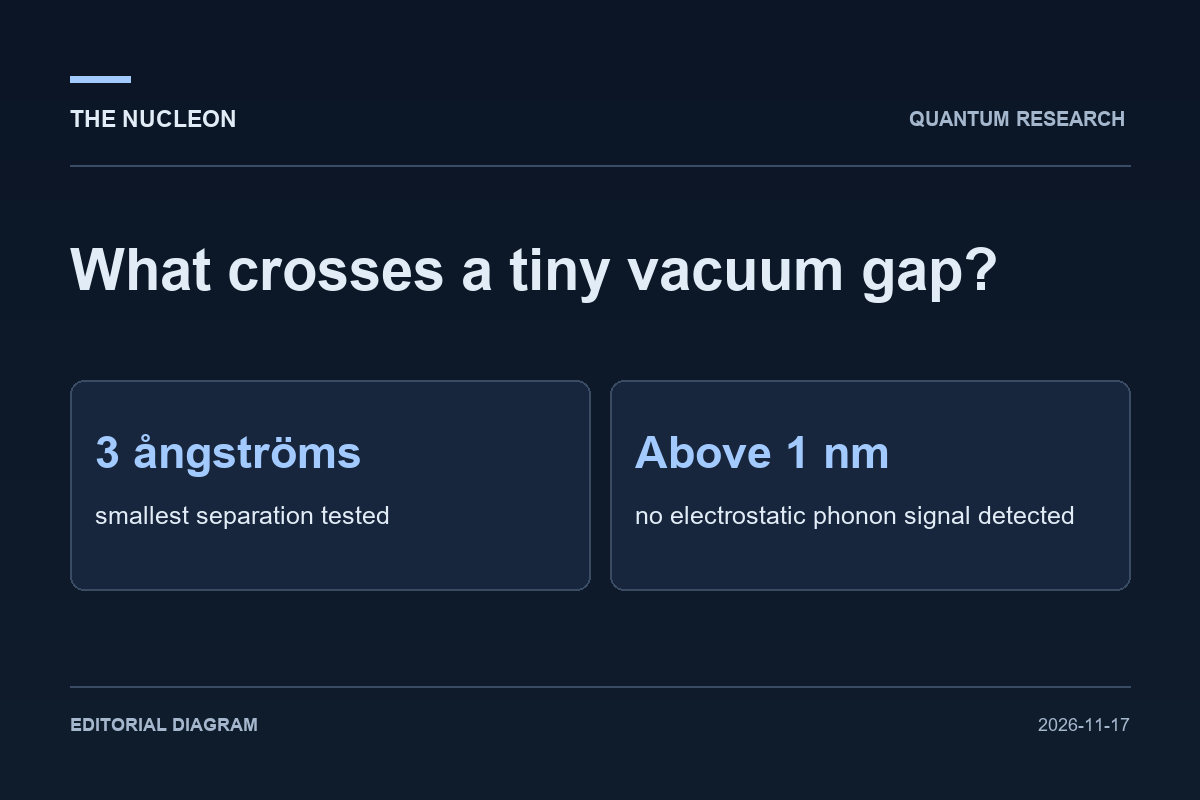 THE NUCLEON
QUANTUM RESEARCH
What crosses a tiny vacuum gap?
3 ångströms
smallest separation tested
Above 1 nm
no electrostatic phonon signal detected
EDITORIAL DIAGRAM
2026-11-17